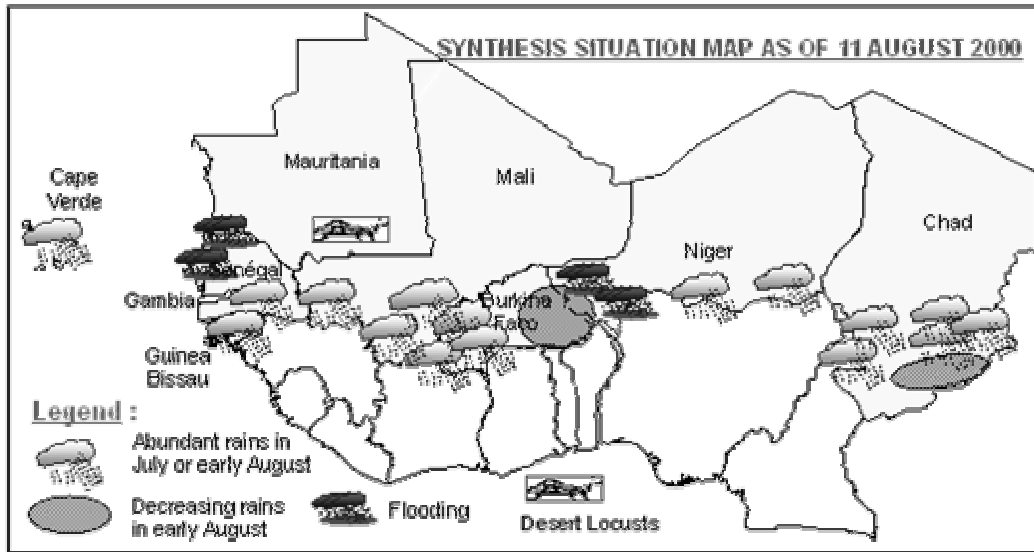 SYNTHESIS SITUATION MAP AS OF 11 AUGUST 2000
Mauritania
Mali
Cape
Verde
Chad
Niger
Gambia
Burkina
Faso
Guinea
Bissau
Legend :
Abundant rains in
July or early August
Decreasing rains
in early August
Flooding
Desert Locusts